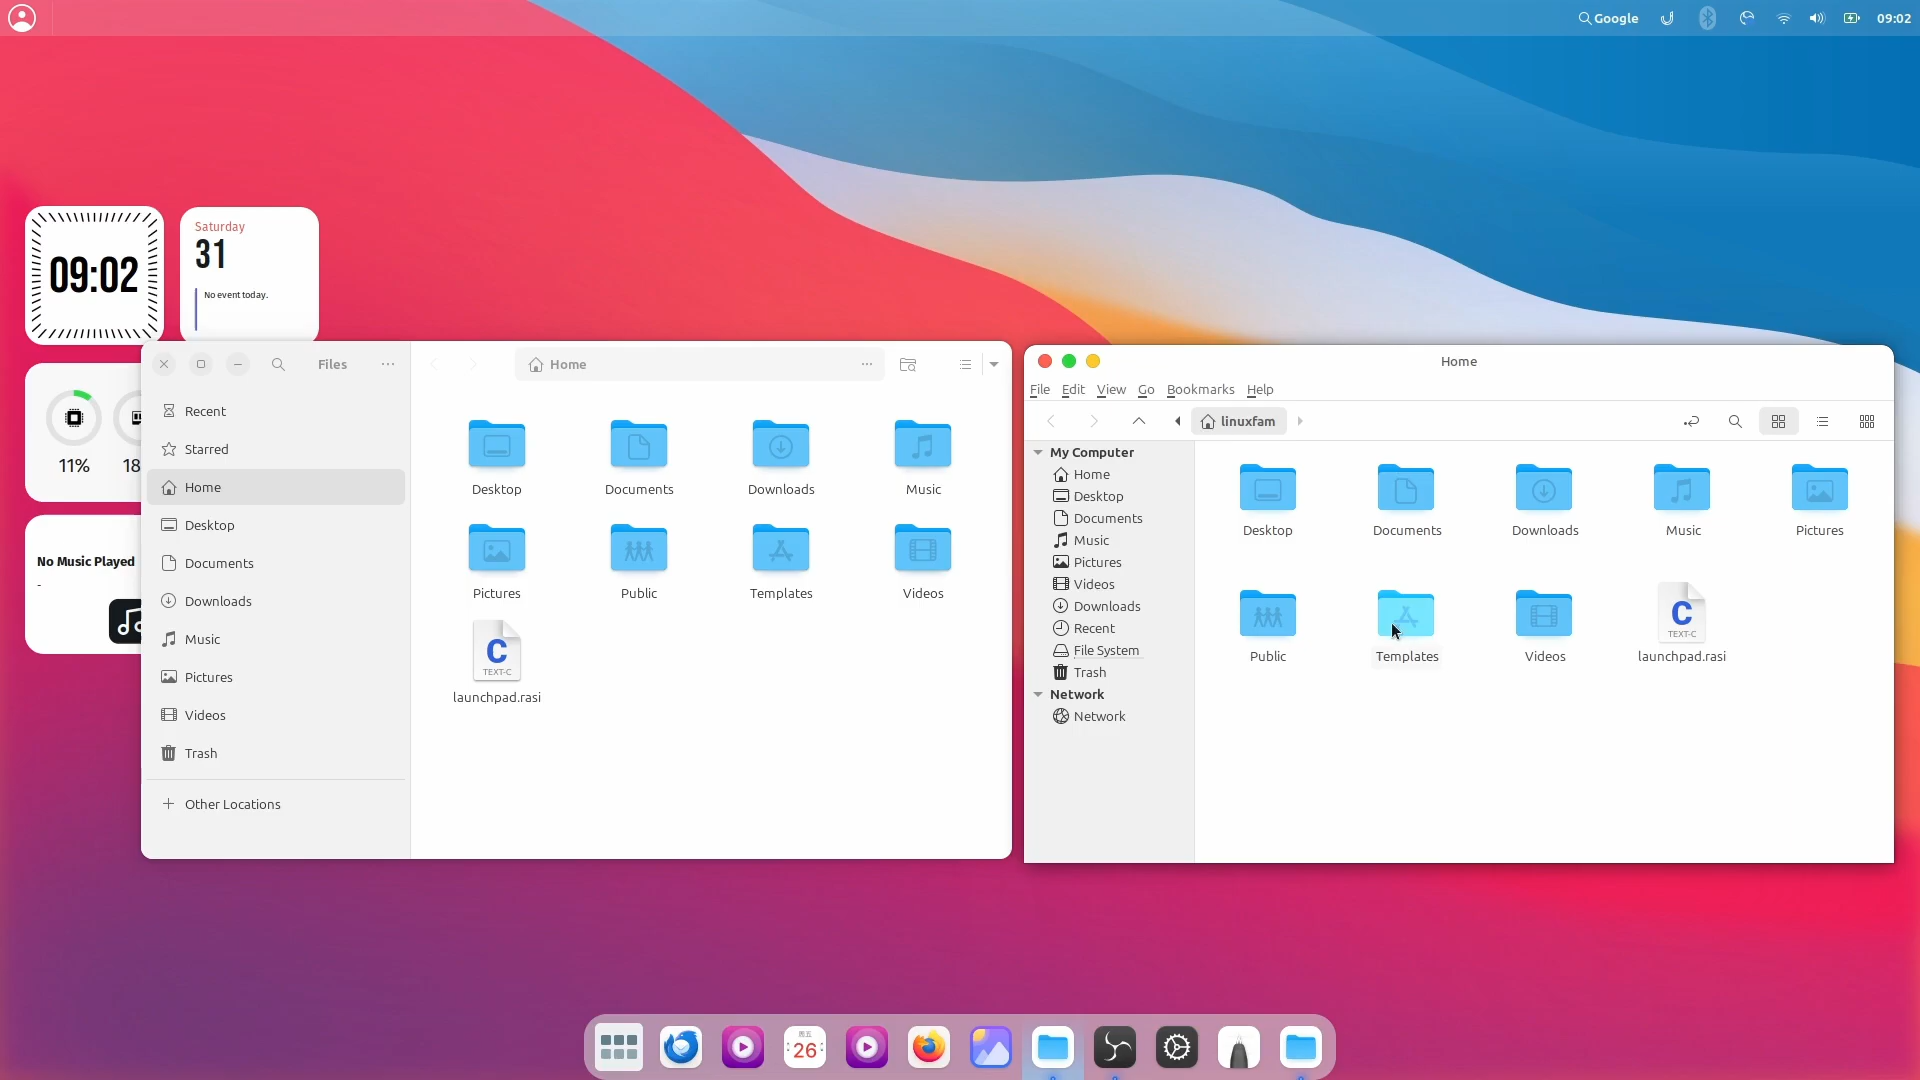 Google
09:02
09:02
Saturday
31
No event today.
11%
18
No Music Played
-
Files
Home
Recent
Starred
Home
Desktop
Documents
Downloads
Music
Pictures
Videos
Trash
Other Locations
Desktop
Documents
Downloads
Music
Pictures
Public
Templates
Videos
C
TEXT-C
launchpad.rasi
Home
File Edit View Go Bookmarks Help
linuxfam
My Computer
Home
Desktop
Documents
Music
Pictures
Videos
Downloads
Recent
File System
Trash
Network
Network
Desktop
Documents
Downloads
Music
Pictures
Public
Templates
Videos
C
TEXT-C
launchpad.rasi
周五
26